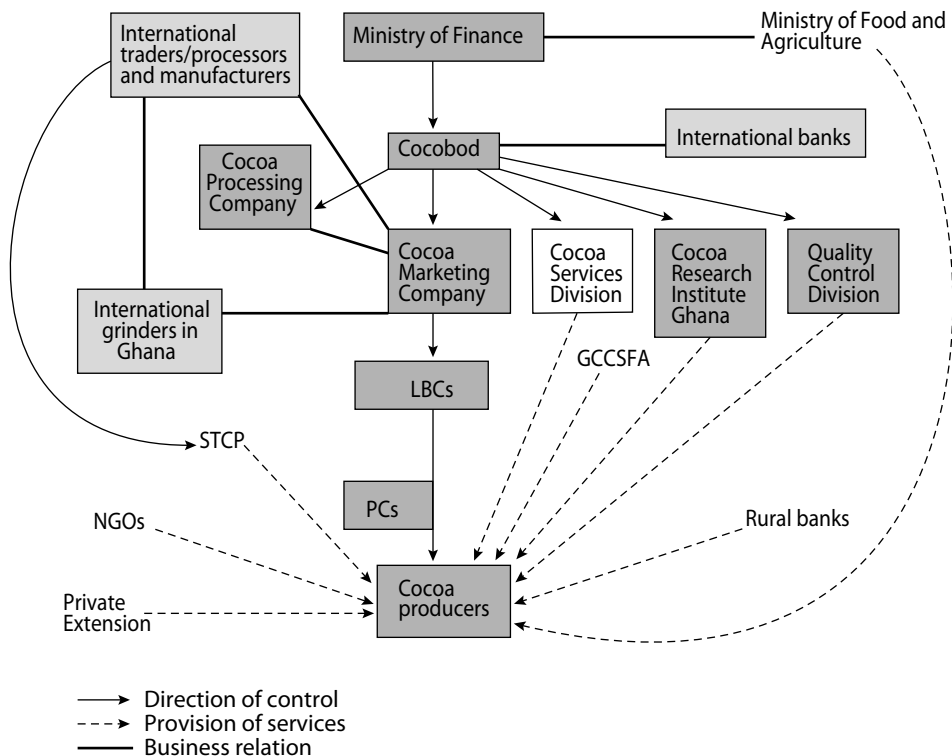 International
traders/processors
and manufacturers
Ministry of Finance
Ministry of Food and
Agriculture
Cocobod
International banks
Cocoa
Processing
Company
Cocoa
Marketing
Company
Cocoa
Services
Division
Cocoa
Research
Institute
Ghana
Quality
Control
Division
International
grinders in
Ghana
GCCSFA
LBCs
STCP
PCs
NGOs
Rural banks
Private
Extension
Cocoa
producers
Direction of control
Provision of services
Business relation